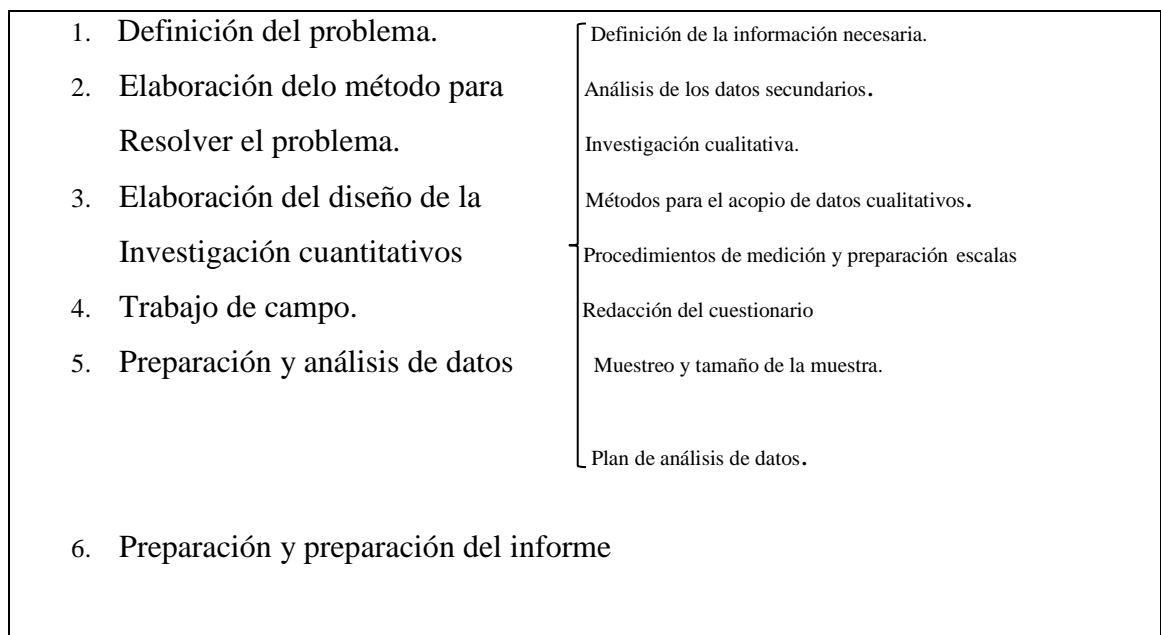 1. Definición del problema.
2. Elaboración delo método para
Resolver el problema.
3. Elaboración del diseño de la
Investigación cuantitativos
4. Trabajo de campo.
5. Preparación y análisis de datos
Definición de la información necesaria.
Análisis de los datos secundarios.
Investigación cualitativa.
Métodos para el acopio de datos cualitativos.
Procedimientos de medición y preparación escalas
Redacción del cuestionario
Muestreo y tamaño de la muestra.
Plan de análisis de datos.
6. Preparación y preparación del informe